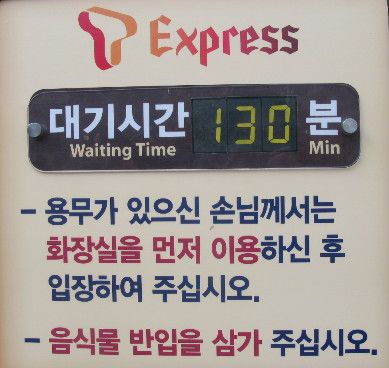 T Express
대기시간 130 분
Waiting Time Min
- 용무가 있으신 손님께서는
화장실을 먼저 이용하신 후
입장하여 주십시오.
- 음식물 반입을 삼가 주십시오.